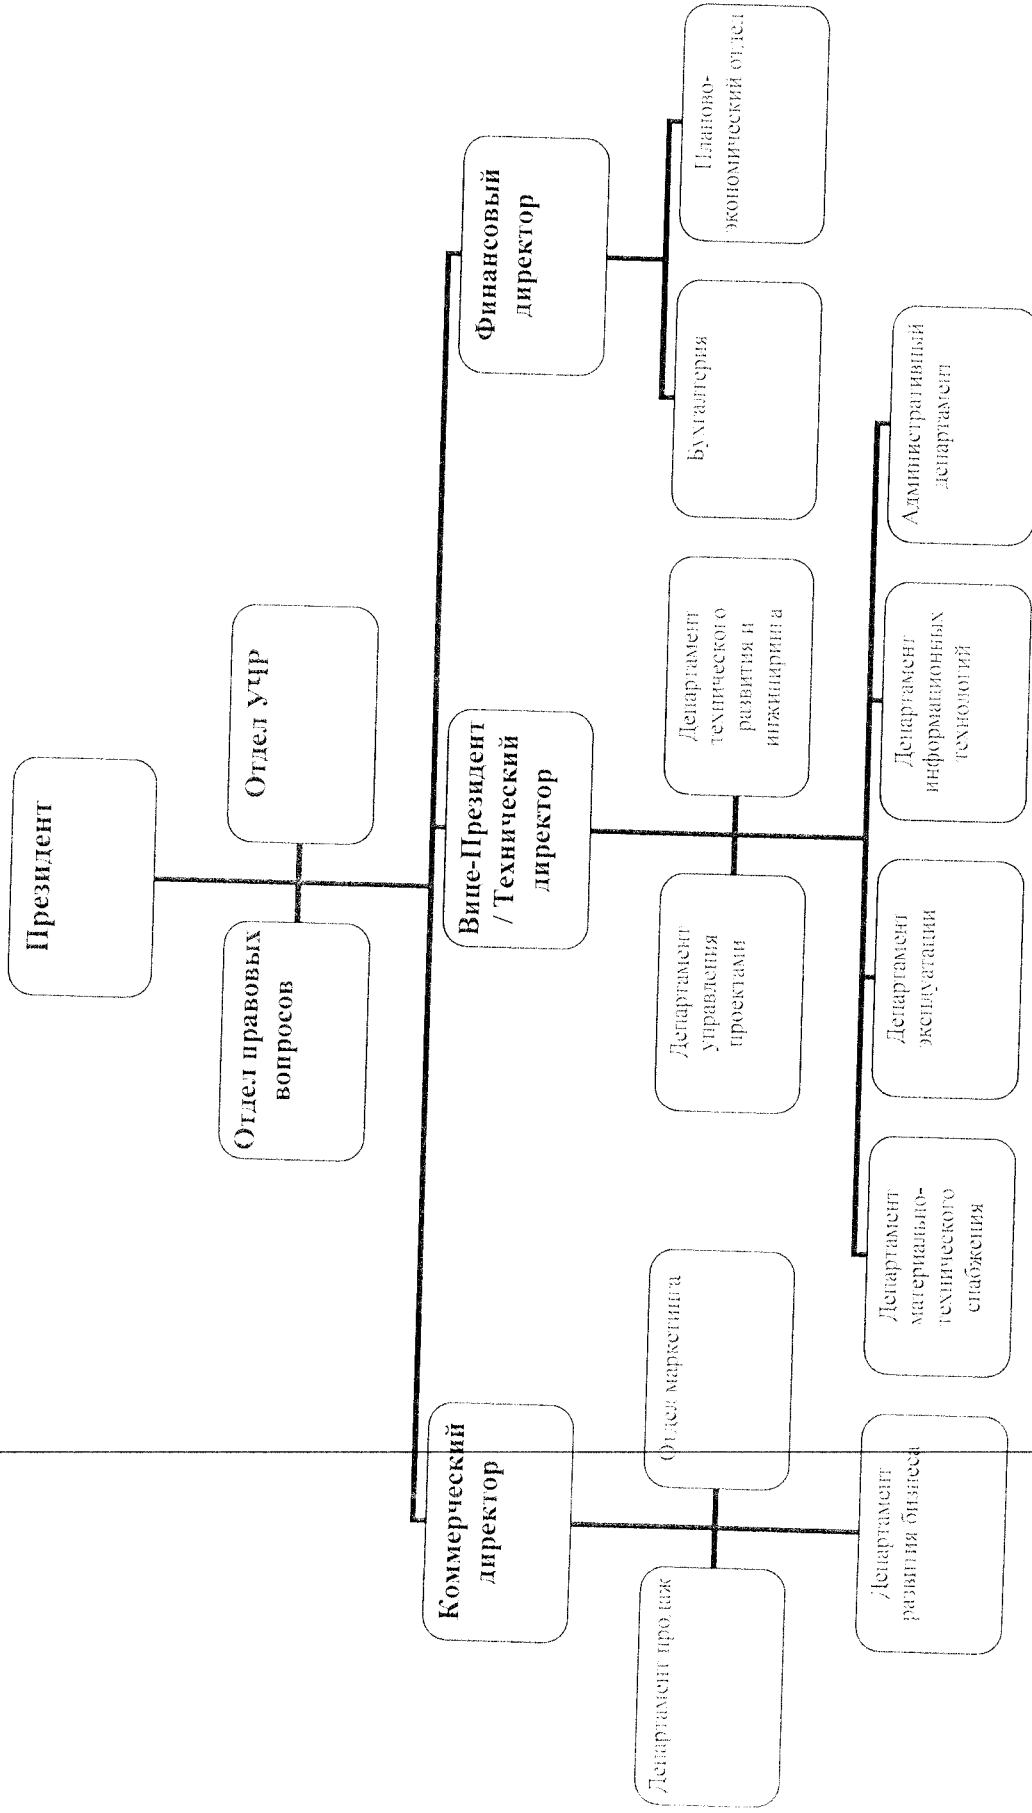 Президент
Отдел правовых
вопросов
Отдел УЧР
Коммерческий
директор
Вице-Президент
/ Технический
директор
Финансовый
директор
Департамент продаж
Отдел маркетинга
Департамент
управления
проектами
Департамент
технического
развития и
инжиниринга
Бухгалтерия
Планово-
экономический отдел
Департамент
развития бизнеса
Департамент
материально-
технического
снабжения
Департамент
эксплуатации
Департамент
информационных
технологий
Административный
департамент